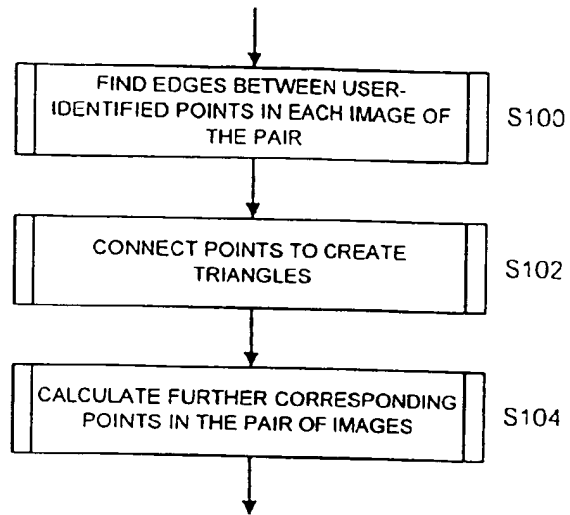 FIND EDGES BETWEEN USER-
IDENTIFIED POINTS IN EACH IMAGE OF
THE PAIR
S100
CONNECT POINTS TO CREATE
TRIANGLES
S102
CALCULATE FURTHER CORRESPONDING
POINTS IN THE PAIR OF IMAGES
S104